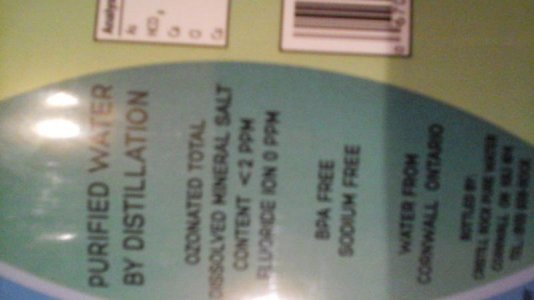 PURIFIED WATER
BY DISTILLATION
OZONATED TOTAL
DISSOLVED MINERAL SALT
CONTENT <2 PPM
FLUORIDE ION 0 PPM
BPA FREE
SODIUM FREE
WATER FROM
CORNWALL ONTARIO
BOTTLED BY: